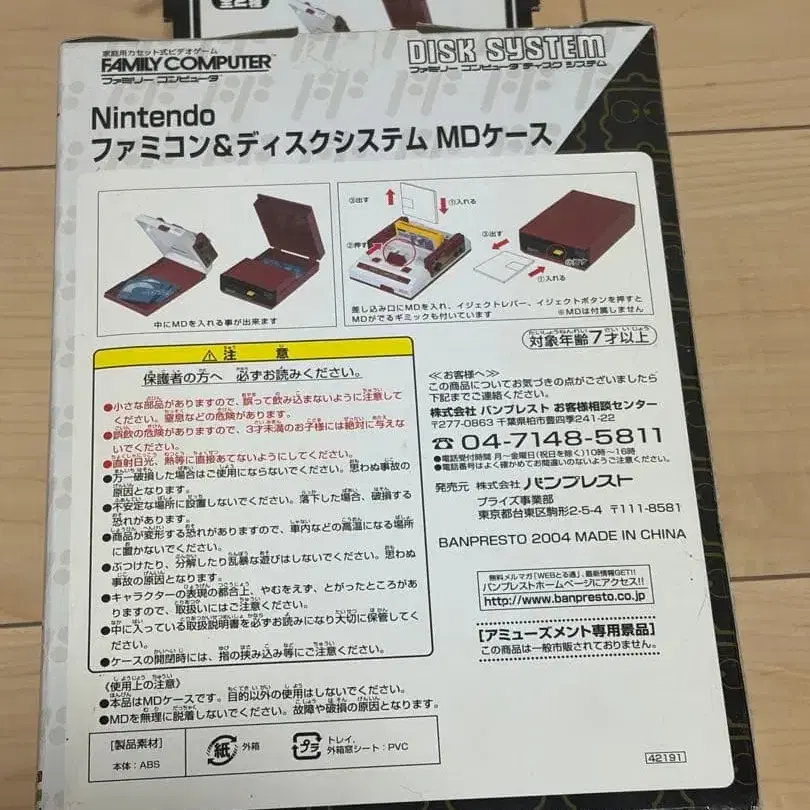 全2種
家庭用カセット式ビデオゲーム
FAMILY COMPUTER™
ファミリー コンピュータ
DISK SYSTEM
ファミリー コンピュータ ディスク システム
Nintendo
ファミコン&ディスクシステム MDケース
中にMDを入れる事が出来ます
③出す
①入れる
②押す
③出す
②押す
①入れる
差し込み口にMDを入れ、イジェクトレバー、イジェクトボタンを押すと
MDがでるギミックも付いています
※MDは付属しません
対象年齢7才以上
⚠注 意
保護者の方へ 必ずお読みください。
●小さな部品がありますので、誤って飲み込まないように注意して
ください。窒息などの危険があります。
●誤飲の危険がありますので、3才未満のお子様には絶対に与えな
いでください。
●直射日光、熱等に直接あてないようにしてください。
●万一破損した場合はご使用にならないでください。思わぬ事故の
原因となります。
●不安定な場所に設置しないでください。落下した場合、破損する
恐れがあります。
●商品が変形する恐れがありますので、車内などの高温になる場所
に置かないでください。
●ぶつけたり、分解したり乱暴な遊びはしないでください。思わぬ
事故の原因となります。
●キャラクターの表現の都合上、やむをえず、とがったところがあ
りますので、取扱いにはご注意ください。
●中に入っている取扱説明書を必ずお読みになり大切に保管してく
ださい。
●ケースの開閉時には、指の挟み込み等にご注意ください。
《使用上の注意》
●本品はMDケースです。目的以外の使用はしないでください。
●MDを無理に脱着しないでください。故障や破損の原因となります。
[製品素材]
本体:ABS
紙
外箱
プラ
トレイ、
外箱窓シート:PVC
≪お客様へ≫
この商品についてお気づきの点がございましたら
下記までご連絡ください。
株式会社 バンプレスト お客様相談センター
〒277-0863 千葉県柏市豊四季241-22
☎ 04-7148-5811
●電話受付時間 月〜金曜日(祝日を除く)10時〜16時
●電話番号はよく確かめてお間違いのないようご注意ください。
発売元 株式会社 バンプレスト
プライズ事業部
東京都台東区駒形2-5-4 〒111-8581
BANPRESTO 2004 MADE IN CHINA
無料メルマガ「WEBとる通」、最新情報GET!!
バンプレストホームページにアクセス!!
http://www.banpresto.co.jp
[アミューズメント専用景品]
この商品は一般市販されておりません。
42191